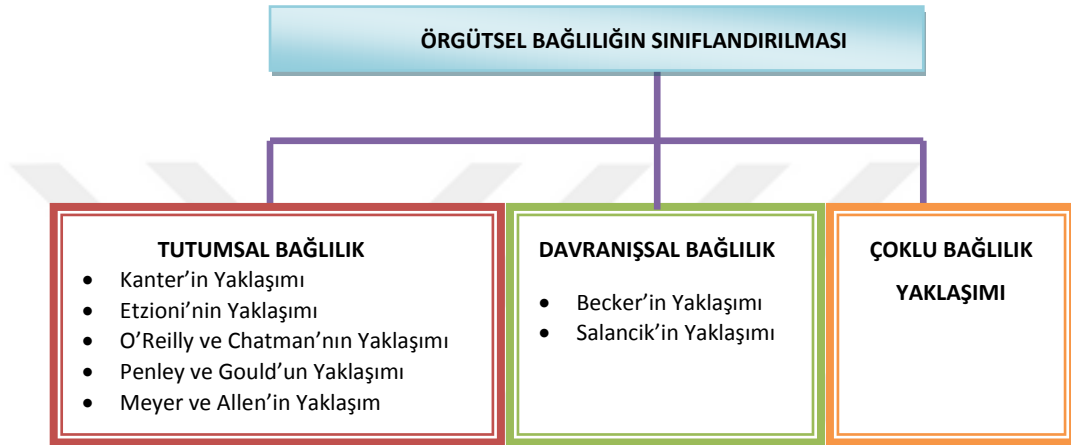 ÖRGÜTSEL BAĞLILIĞIN SINIFLANDIRILMASI
TUTUMSAL BAĞLILIK
• Kanter’in Yaklaşımı
• Etzioni’nin Yaklaşımı
• O’Reilly ve Chatman’nın Yaklaşımı
• Penley ve Gould’un Yaklaşımı
• Meyer ve Allen’in Yaklaşım
DAVRANIŞSAL BAĞLILIK
• Becker’in Yaklaşımı
• Salancik’in Yaklaşımı
ÇOKLU BAĞLILIK
YAKLAŞIMI